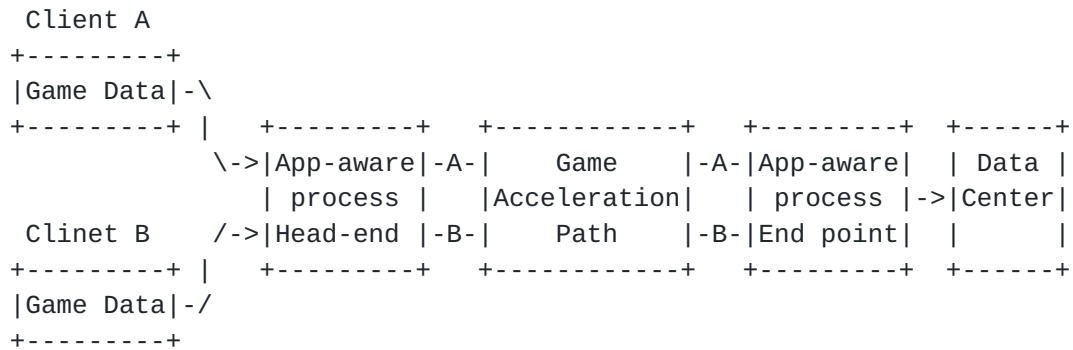 Client A
+---------+
|Game Data|-\
+---------+ |   +---------+   +------------+   +---------+  +------+
             \->|App-aware|-A-|    Game    |-A-|App-aware|  | Data |
                | process |   |Acceleration|   | process |->|Center|
 Clinet B    /->|Head-end |-B-|    Path    |-B-|End point|  |      |
+---------+ |   +---------+   +------------+   +---------+  +------+
|Game Data|-/
+---------+